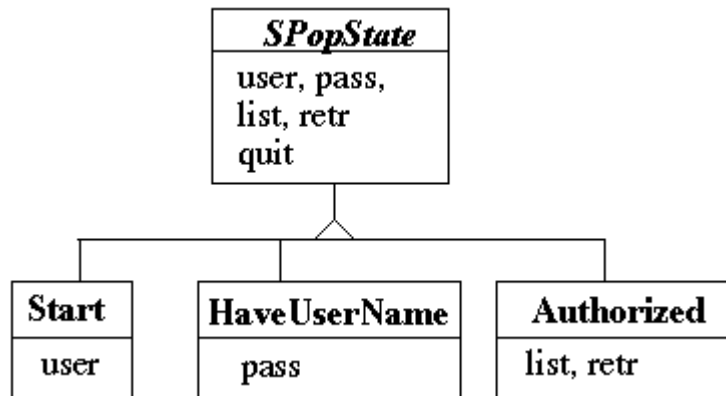 SPopState
user, pass,
list, retr
quit
Start
HaveUserName
Authorized
user
pass
list, retr